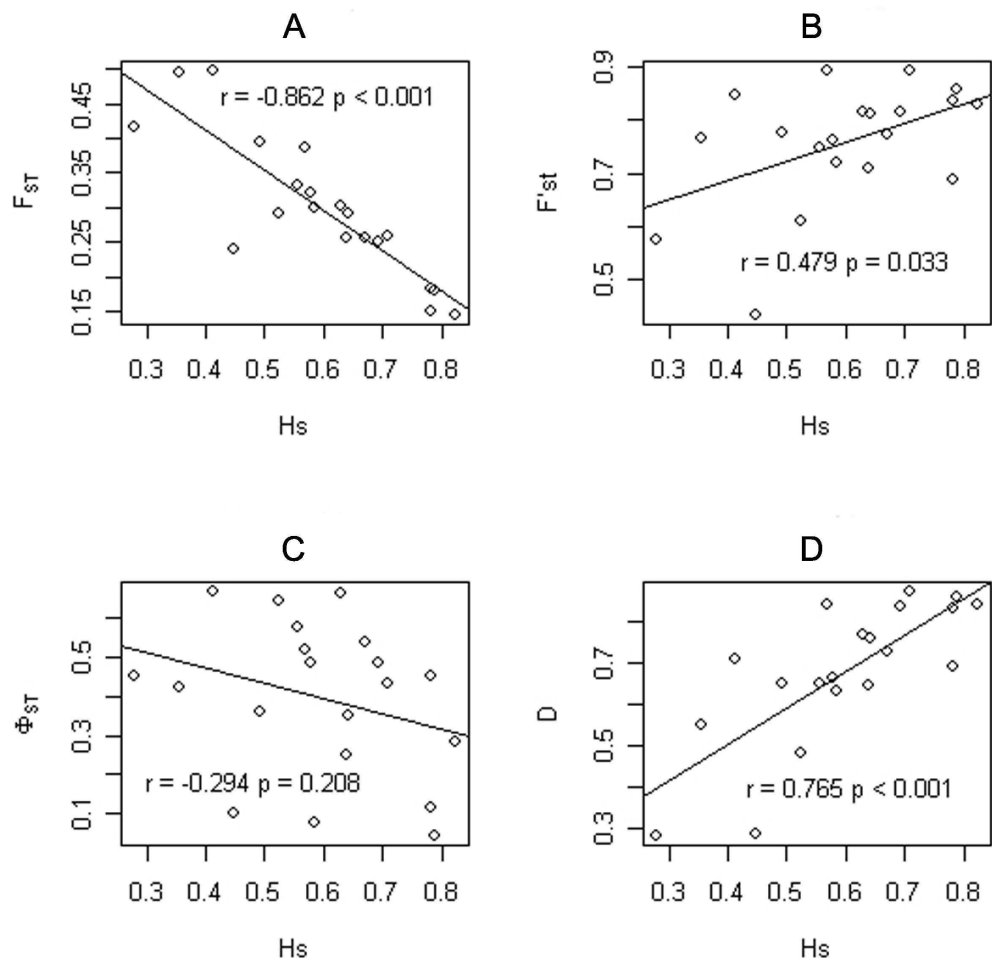 A
B
F_ST
0.15 0.25 0.35 0.45
r = -0.862 p < 0.001
0.3 0.4 0.5 0.6 0.7 0.8
Hs
F'st
0.5 0.7 0.9
r = 0.479 p = 0.033
0.3 0.4 0.5 0.6 0.7 0.8
Hs
C
D
Φ_ST
0.1 0.3 0.5
r = -0.294 p = 0.208
0.3 0.4 0.5 0.6 0.7 0.8
Hs
D
0.3 0.5 0.7
r = 0.765 p < 0.001
0.3 0.4 0.5 0.6 0.7 0.8
Hs